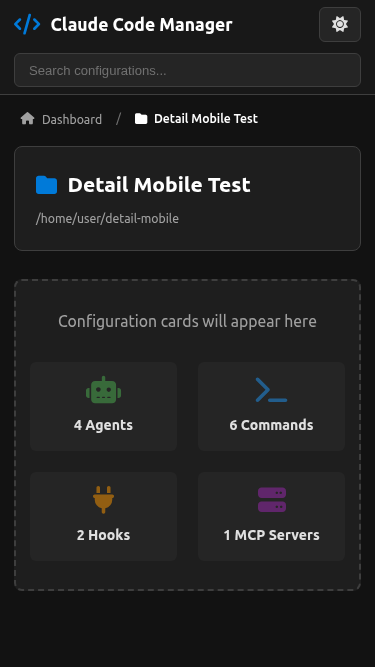 Claude Code Manager
Search configurations...
Dashboard / Detail Mobile Test
Detail Mobile Test
/home/user/detail-mobile
Configuration cards will appear here
4 Agents
6 Commands
2 Hooks
1 MCP Servers